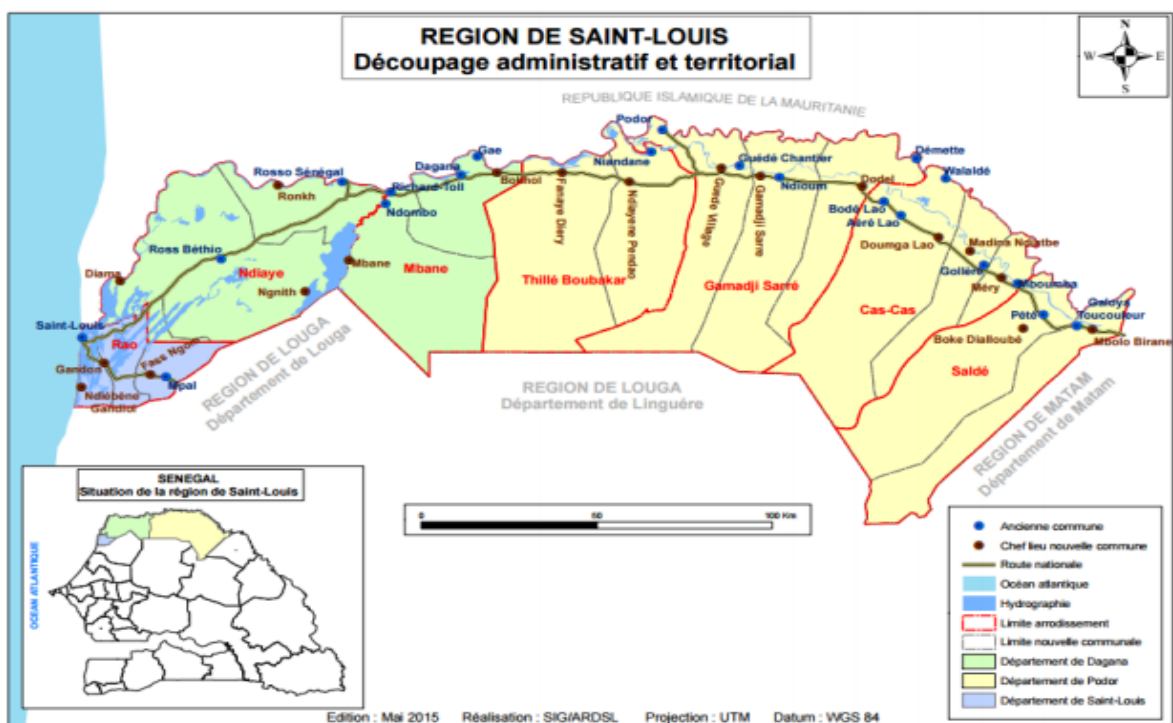 REGION DE SAINT-LOUIS
Découpage administratif et territorial
N
W
E
S
REPUBLIQUE ISLAMIQUE DE LA MAURITANIE
Podor
Niandane
Gae
Dagana
Bokhol
Rosso Sénégal
Ronkh
Richard-Toll
Ndombo
Fanaye Diery
Ndiayene Pendao
Guede Village
Guédé Chantier
Gamadji Sarre
Ndioum
Dodel
Démette
Walaldé
Bodé Lao
Aéré Lao
Doumga Lao
Madina Ndiatbe
Golléré
Méry
Mboumba
Galoya
Toucouleur
Pété
Boke Dialloubé
Mbolo Birane
Ross Béthio
Ndiaye
Mbane
Mbane
Diama
Ngnith
Thillé Boubakar
Gamadji Sarré
Cas-Cas
Saldé
Saint-Louis
Rao
Gandon
Fass Ngom
Mpal
Ndiébène
Gandiol
REGION DE LOUGA
Département de Louga
REGION DE LOUGA
Département de Linguére
REGION DE MATAM
Département de Matam
SENEGAL
Situation de la région de Saint-Louis
OCEAN ATLANTIQUE
0 50 100 Km
Ancienne commune
Chef lieu nouvelle commune
Route nationale
Océan atlantique
Hydrographie
Limite arrodissement
Limite nouvelle communale
Département de Dagana
Département de Podor
Département de Saint-Louis
Edition : Mai 2015 Réalisation : SIG/ARDSL Projection : UTM Datum : WGS 84